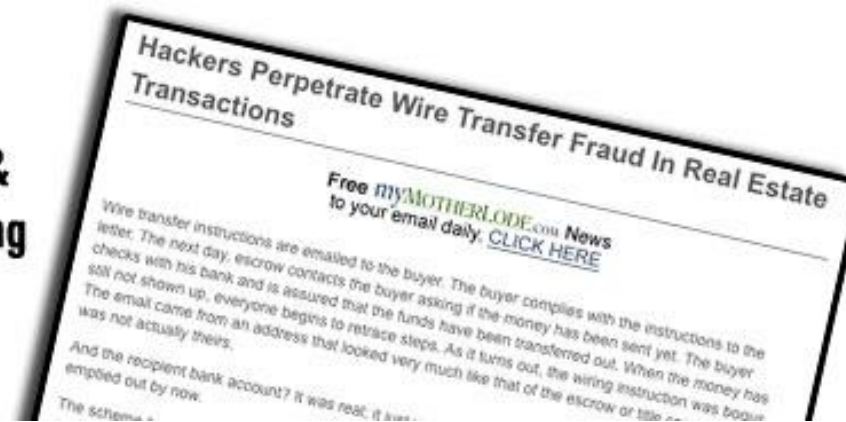 &
ng
Hackers Perpetrate Wire Transfer Fraud In Real Estate
Transactions
Free myMOTHERLODE.com News
to your email daily, CLICK HERE
Wire transfer instructions are emailed to the buyer. The buyer complies with the instructions to the
letter. The next day, escrow contacts the buyer asking if the money has been sent yet. The buyer
checks with his bank and is assured that the funds have been transferred out. When the money has
still not shown up, everyone begins to retrace steps. As it turns out, the wiring instruction was bogus.
The email came from an address that looked very much like that of the escrow or title
was not actually theirs.
And the recipient bank account? It was real; it just
emptied out by now.
The scheme